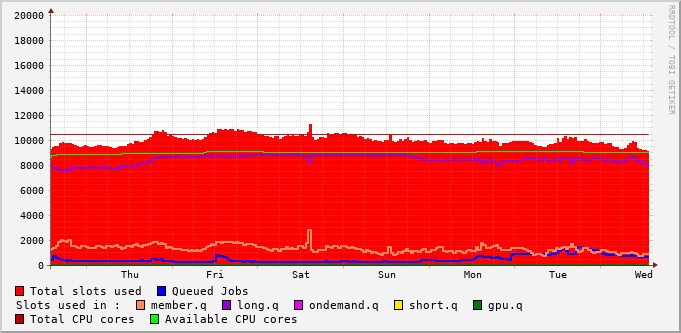 20000
18000
16000
14000
12000
10000
8000
6000
4000
2000
0
Thu Fri Sat Sun Mon Tue Wed
RRDTOOL / TOBI OETIKER
Total slots used Queued Jobs
Slots used in : member.q long.q ondemand.q short.q gpu.q
Total CPU cores Available CPU cores